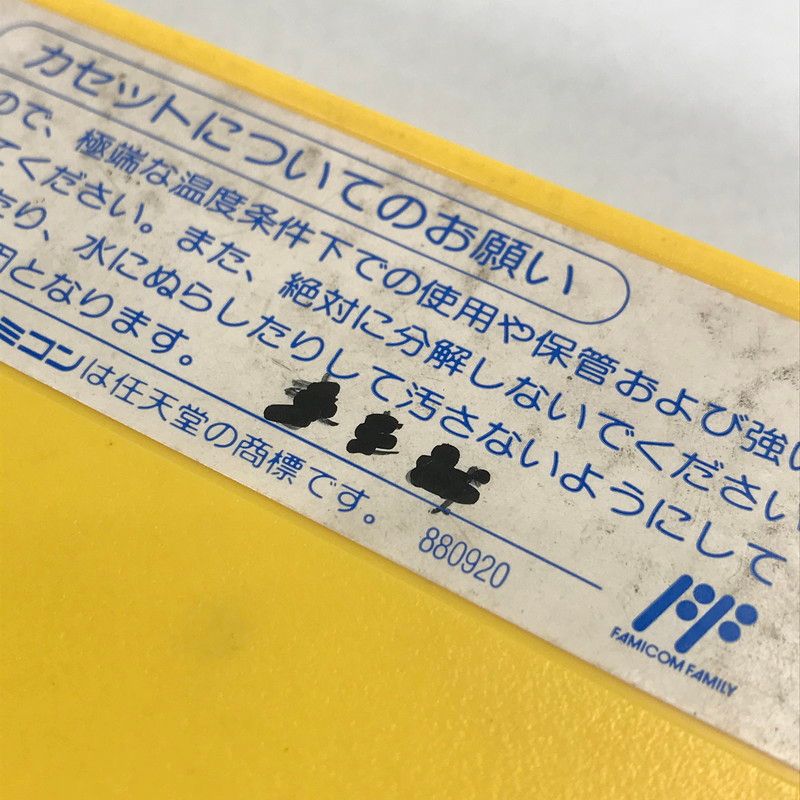 カセットについてのお願い
ので、極端な温度条件下での使用や保管および強い
てください。また、絶対に分解しないでください
たり、水にぬらしたりして汚さないようにして
因となります。
ミコンは任天堂の商標です。
880920
FAMICOM FAMILY